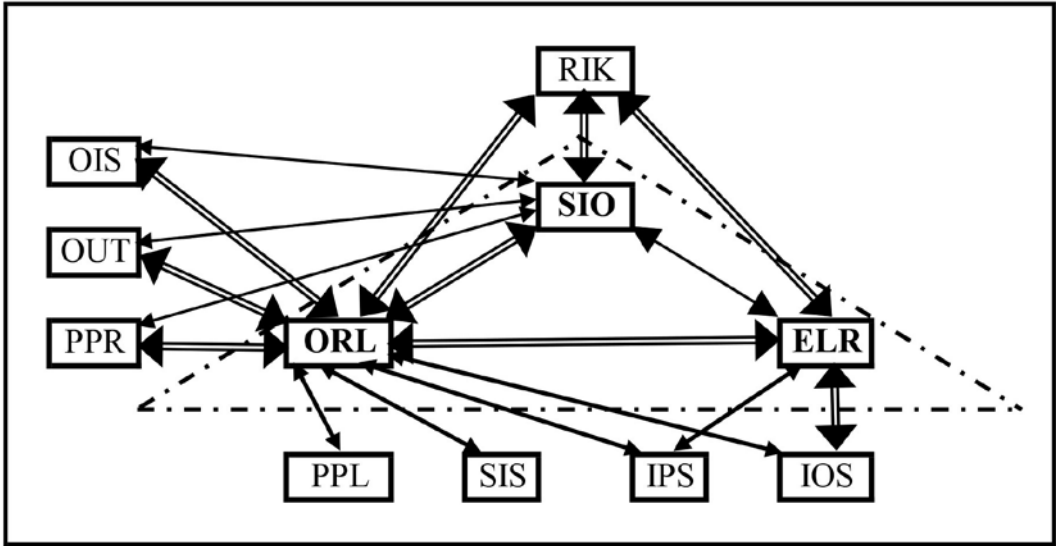 RIK
OIS
SIO
OUT
PPR
ORL
ELR
PPL
SIS
IPS
IOS